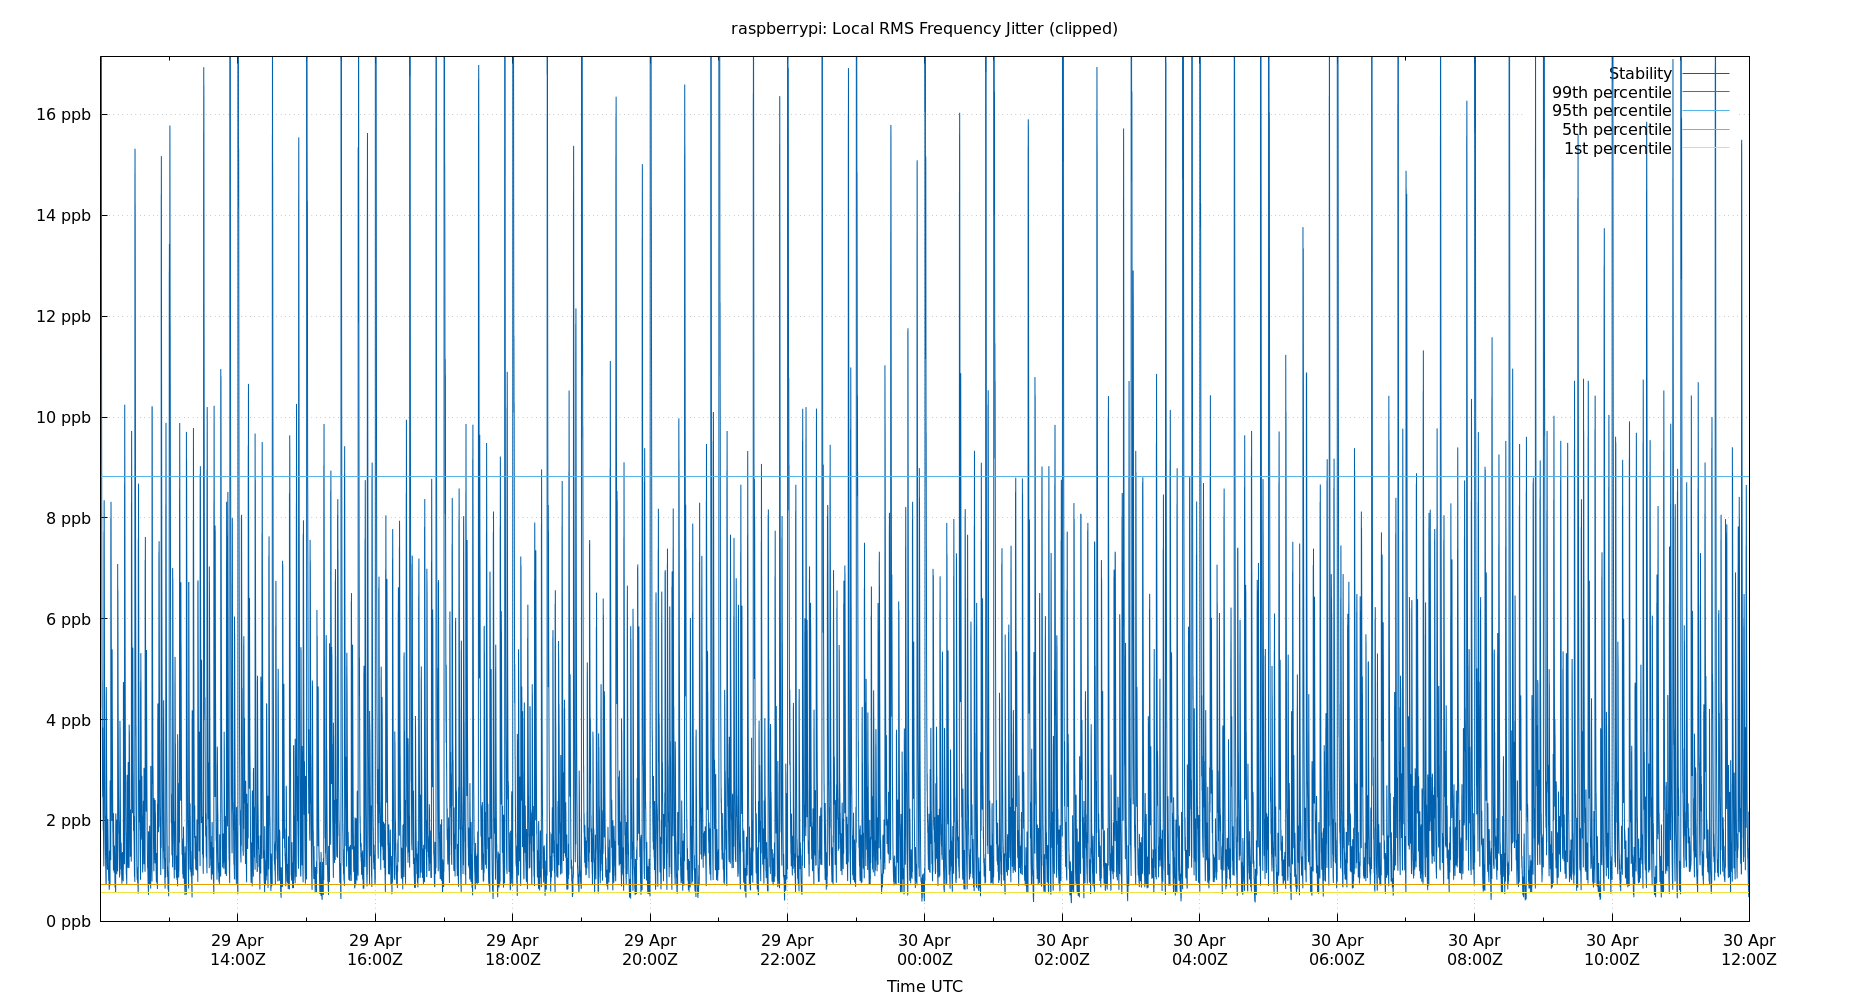 raspberrypi: Local RMS Frequency Jitter (clipped)
Stability
99th percentile
95th percentile
5th percentile
1st percentile
16 ppb
14 ppb
12 ppb
10 ppb
8 ppb
6 ppb
4 ppb
2 ppb
0 ppb
29 Apr 29 Apr 29 Apr 29 Apr 29 Apr 30 Apr 30 Apr 30 Apr 30 Apr 30 Apr 30 Apr 30 Apr
14:00Z 16:00Z 18:00Z 20:00Z 22:00Z 00:00Z 02:00Z 04:00Z 06:00Z 08:00Z 10:00Z 12:00Z
Time UTC